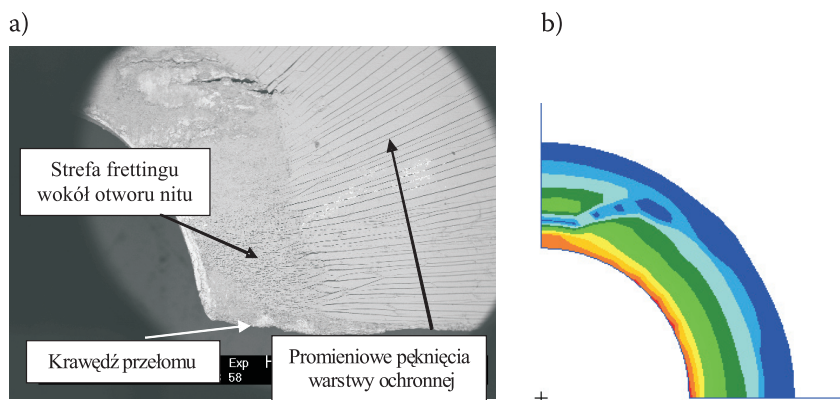 a)
b)
Strefa frettingu
wokół otworu nitu
Krawędź przełomu
Exp
58
Promieniowe pęknięcia
warstwy ochronnej